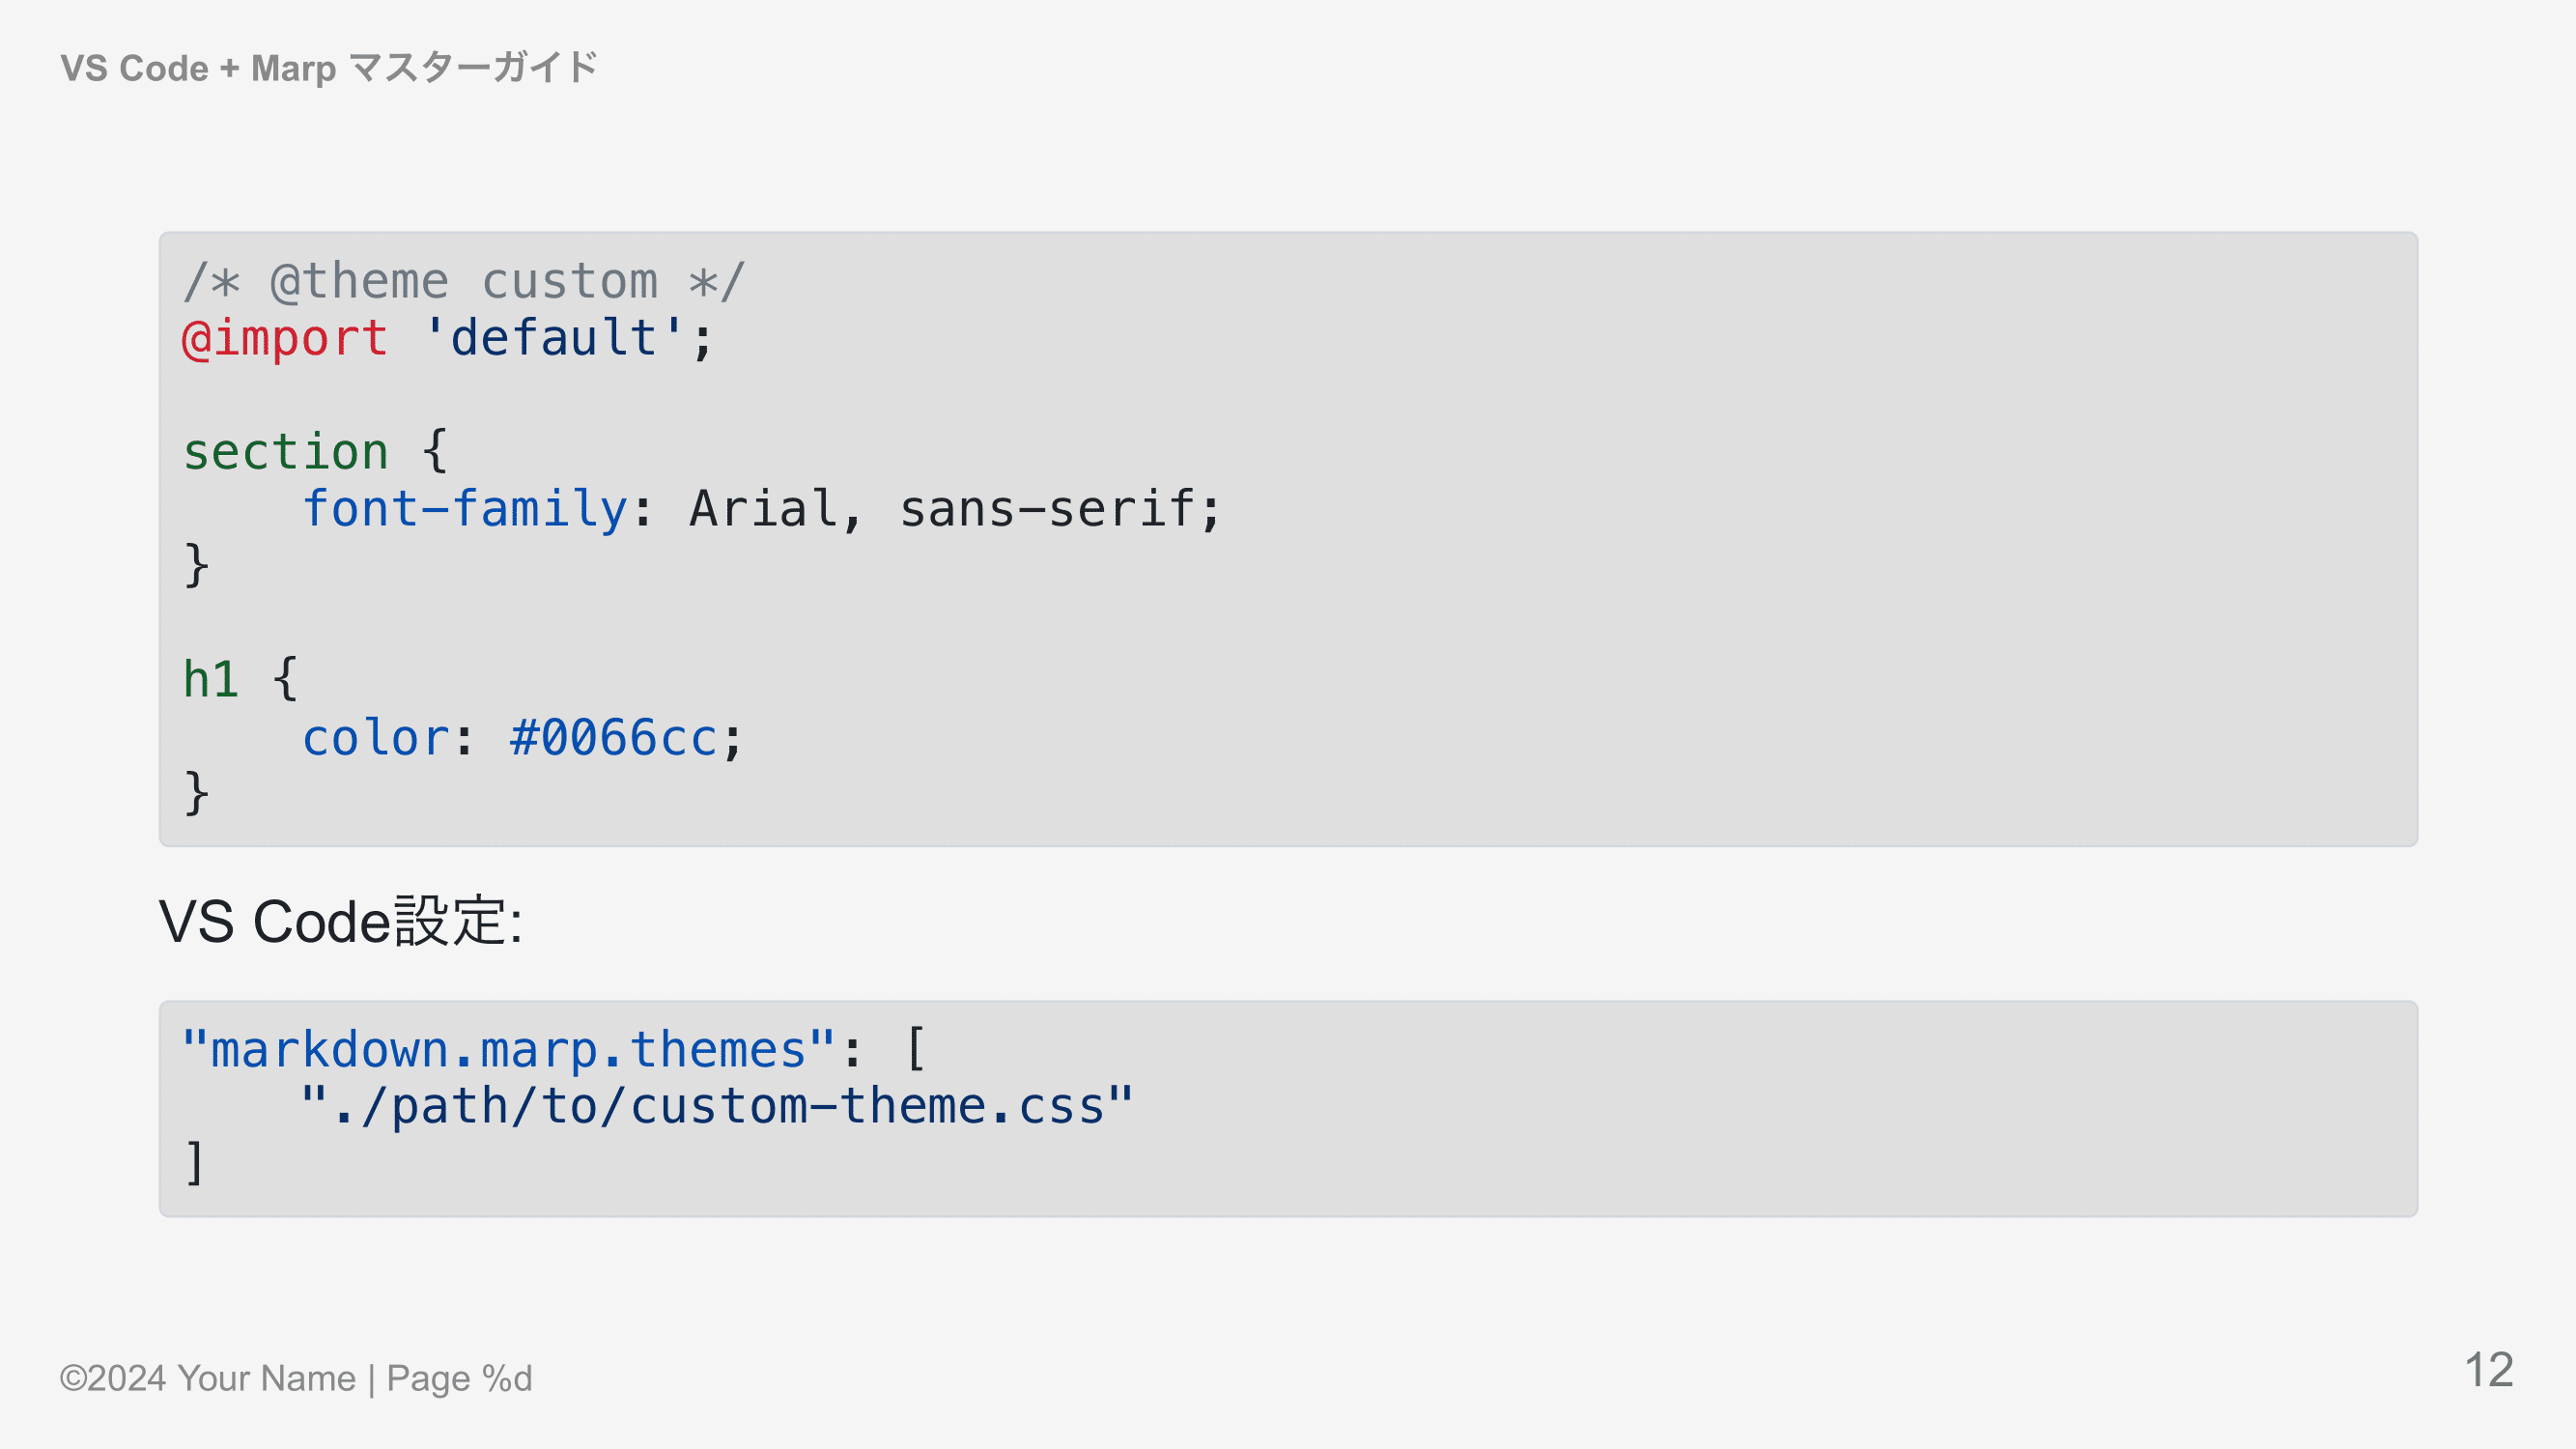 VS Code + Marp マスターガイド
/* @theme custom */
@import 'default';
section {
    font-family: Arial, sans-serif;
}
h1 {
    color: #0066cc;
}
VS Code設定:
"markdown.marp.themes": [
    "./path/to/custom-theme.css"
]
©2024 Your Name | Page %d
12